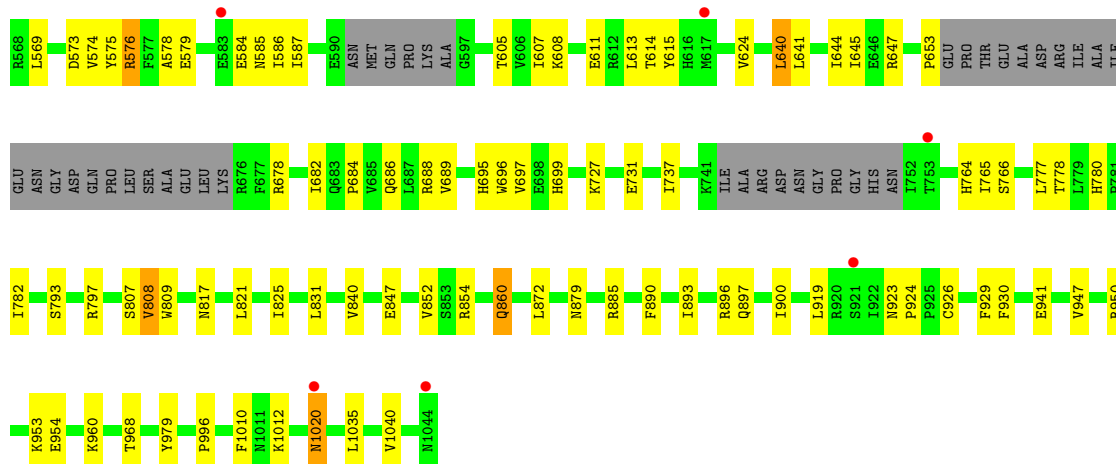 R568 L569 D573 V574 Y575 R576 F577 A578 E579 E583 E584 N585 I586 I587 E590 ASN MET GLN PRO LYS ALA G597 T605 V606 I607 K608 E611 R612 L613 T614 Y615 H616 M617 V624 L640 L641 I644 I645 E646 R647 P653 GLU PRO THR GLU ALA ASP ARG ILE ALA ILE
GLU ASN GLY ASP ASP GLN PRO LEU SER ALA GLU LEU LYS R676 F677 R678 I682 Q683 P684 V685 Q686 L687 R688 V689 H695 W696 V697 E698 H699 K727 E731 I737 K741 ILE ALA ARG ASP ASN GLY PRO GLY HIS ASN I752 T753 H764 I765 S766 L777 T778 L779 H780 P781
I782 S793 R797 S807 V808 W809 N817 L821 I825 L831 V840 E847 V852 S853 R854 Q860 L872 N879 R885 F890 I893 R896 Q897 I900 L919 R920 S921 I922 N923 P924 P925 C926 F929 F930 E941 V947 R950
K953 E954 K960 T968 Y979 P996 F1010 N1011 K1012 N1020 L1035 V1040 N1044